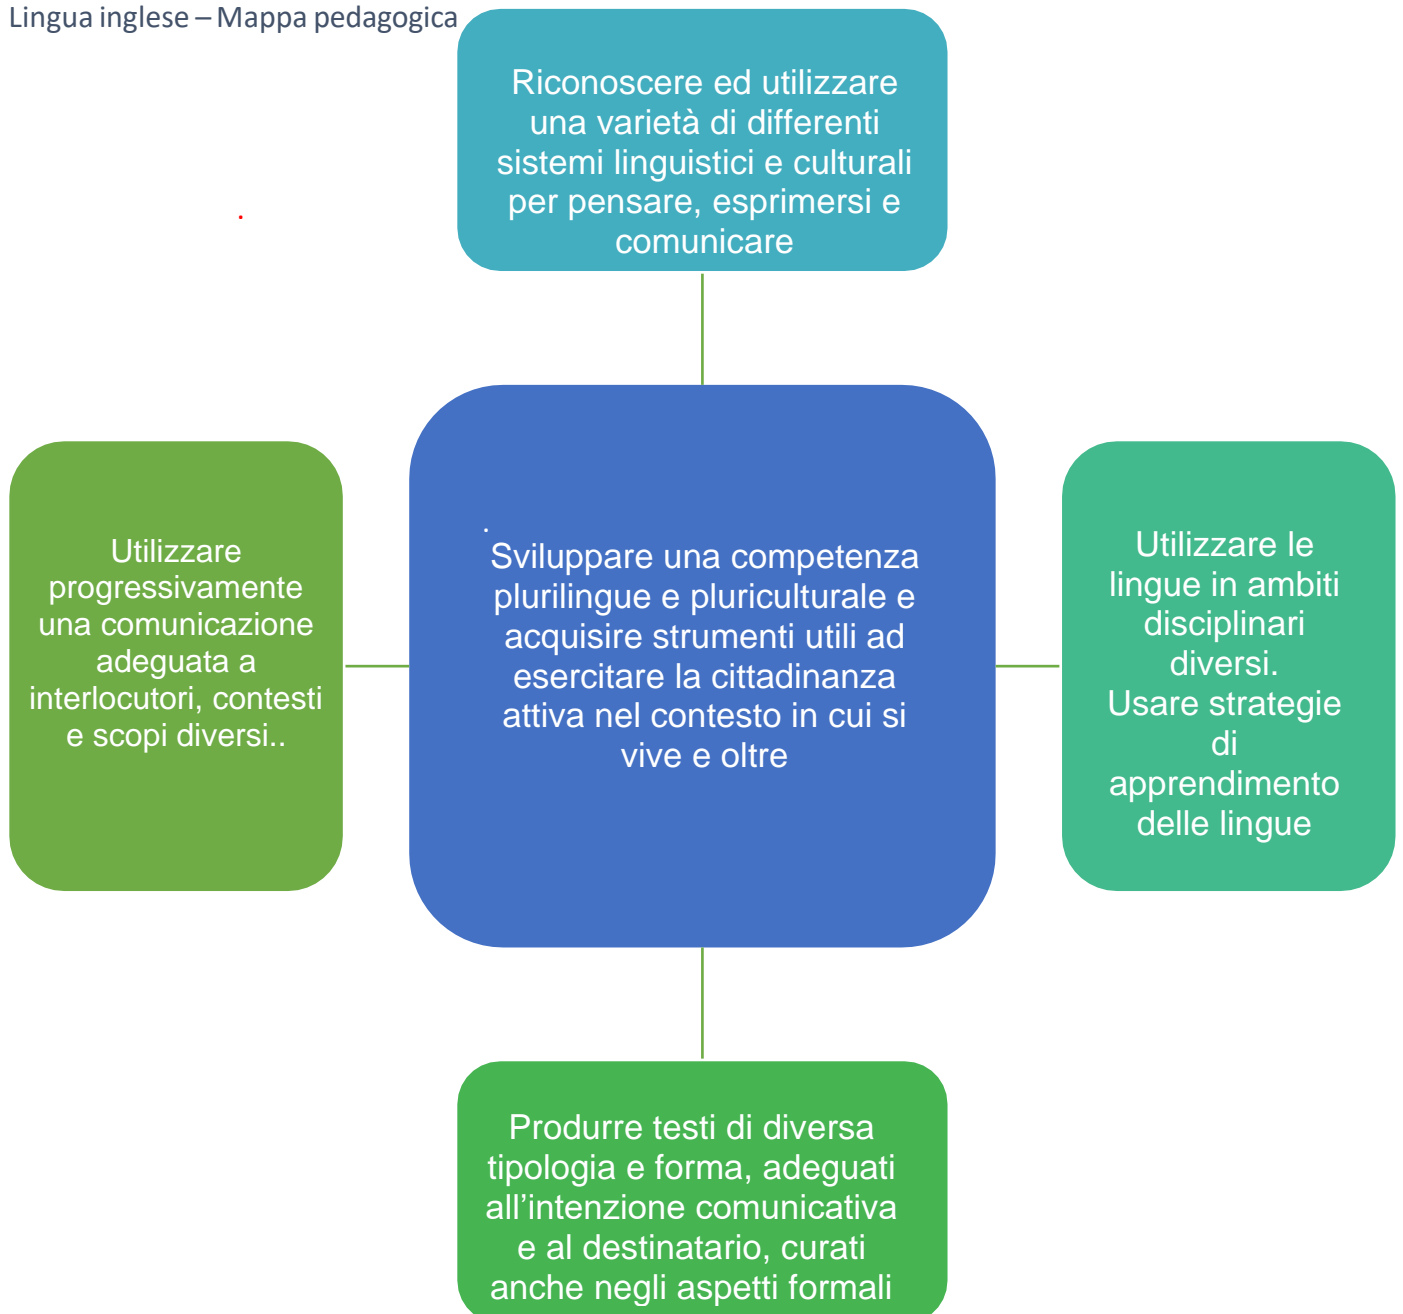 Lingua inglese – Mappa pedagogica
Riconoscere ed utilizzare
una varietà di differenti
sistemi linguistici e culturali
per pensare, esprimersi e
comunicare
.
Utilizzare
progressivamente
una comunicazione
adeguata a
interlocutori, contesti
e scopi diversi..
.
Sviluppare una competenza
plurilingue e pluriculturale e
acquisire strumenti utili ad
esercitare la cittadinanza
attiva nel contesto in cui si
vive e oltre
Utilizzare le
lingue in ambiti
disciplinari
diversi.
Usare strategie
di
apprendimento
delle lingue
Produrre testi di diversa
tipologia e forma, adeguati
all’intenzione comunicativa
e al destinatario, curati
anche negli aspetti formali